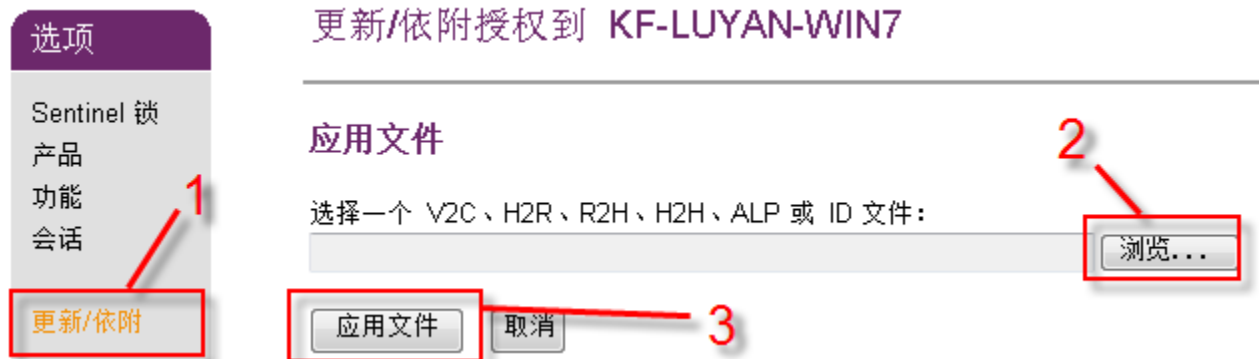 选项
Sentinel 锁
产品
功能
会话
更新/依附
1
更新/依附授权到 KF-LUYAN-WIN7
应用文件
选择一个 V2C、H2R、R2H、H2H、ALP 或 ID 文件：
浏览...
2
应用文件
取消
3